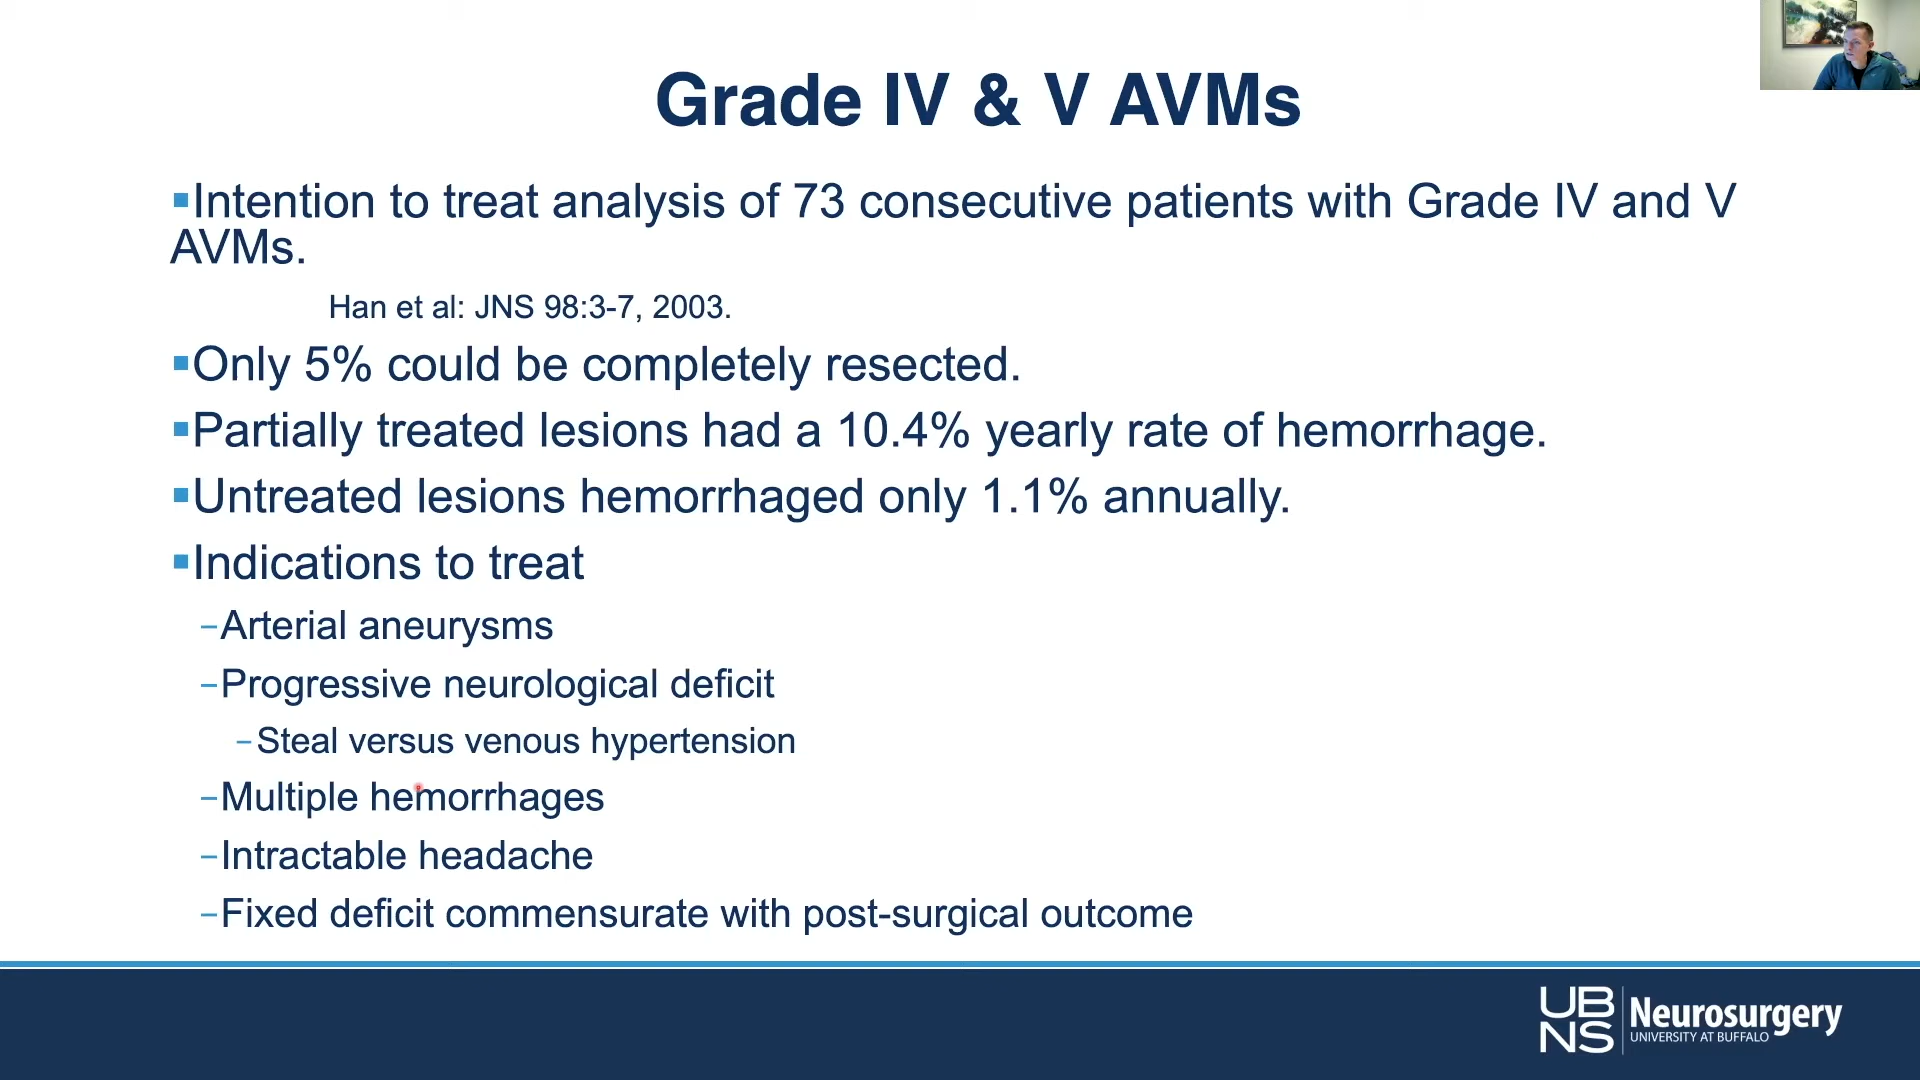 Grade IV & V AVMs
▪Intention to treat analysis of 73 consecutive patients with Grade IV and V
AVMs.
Han et al: JNS 98:3-7, 2003.
▪Only 5% could be completely resected.
▪Partially treated lesions had a 10.4% yearly rate of hemorrhage.
▪Untreated lesions hemorrhaged only 1.1% annually.
▪Indications to treat
–Arterial aneurysms
–Progressive neurological deficit
–Steal versus venous hypertension
–Multiple hemorrhages
–Intractable headache
–Fixed deficit commensurate with post-surgical outcome
UB
NS
Neurosurgery
UNIVERSITY AT BUFFALO